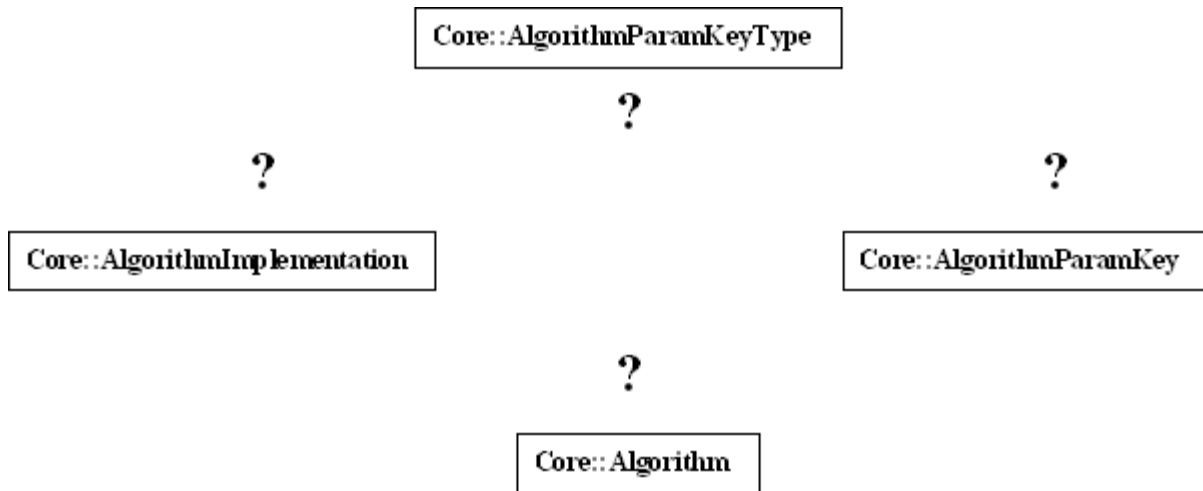 Core::AlgorithmParamKeyType
?
?
?
Core::AlgorithmImplementation
Core::AlgorithmParamKey
?
Core::Algorithm